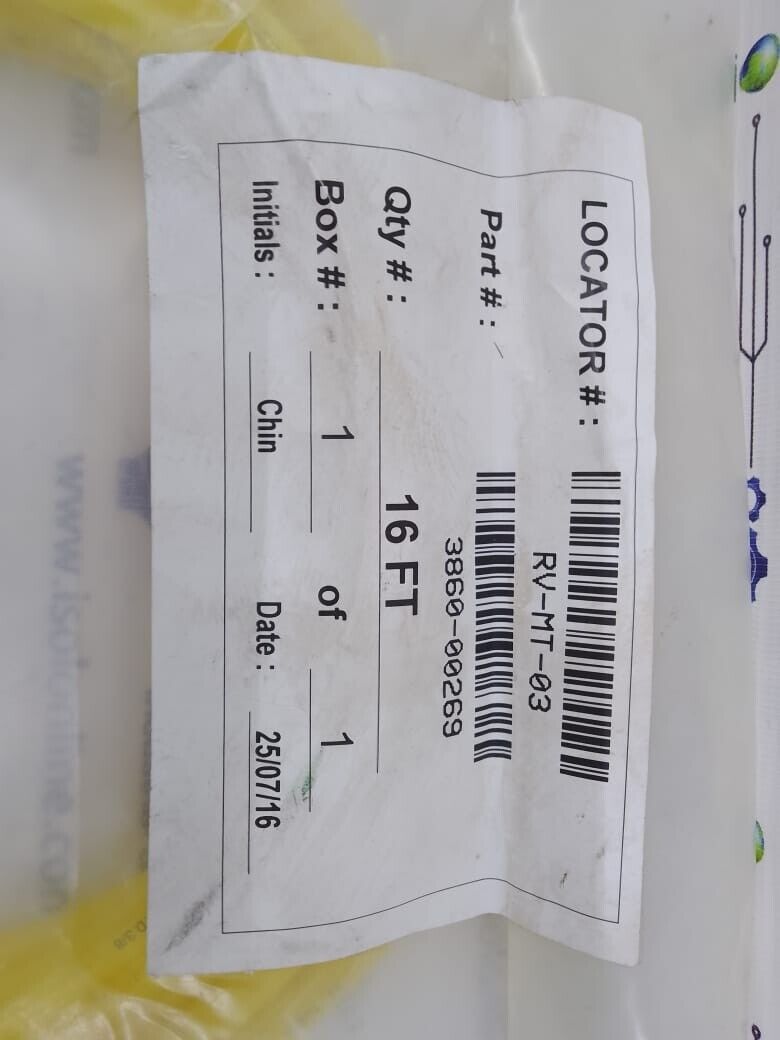 LOCATOR # :
RV-MT-03
Part # :
3860-00269
Qty # : 16 FT
Box # : 1 of 1
Initials : Chin Date : 25/07/16